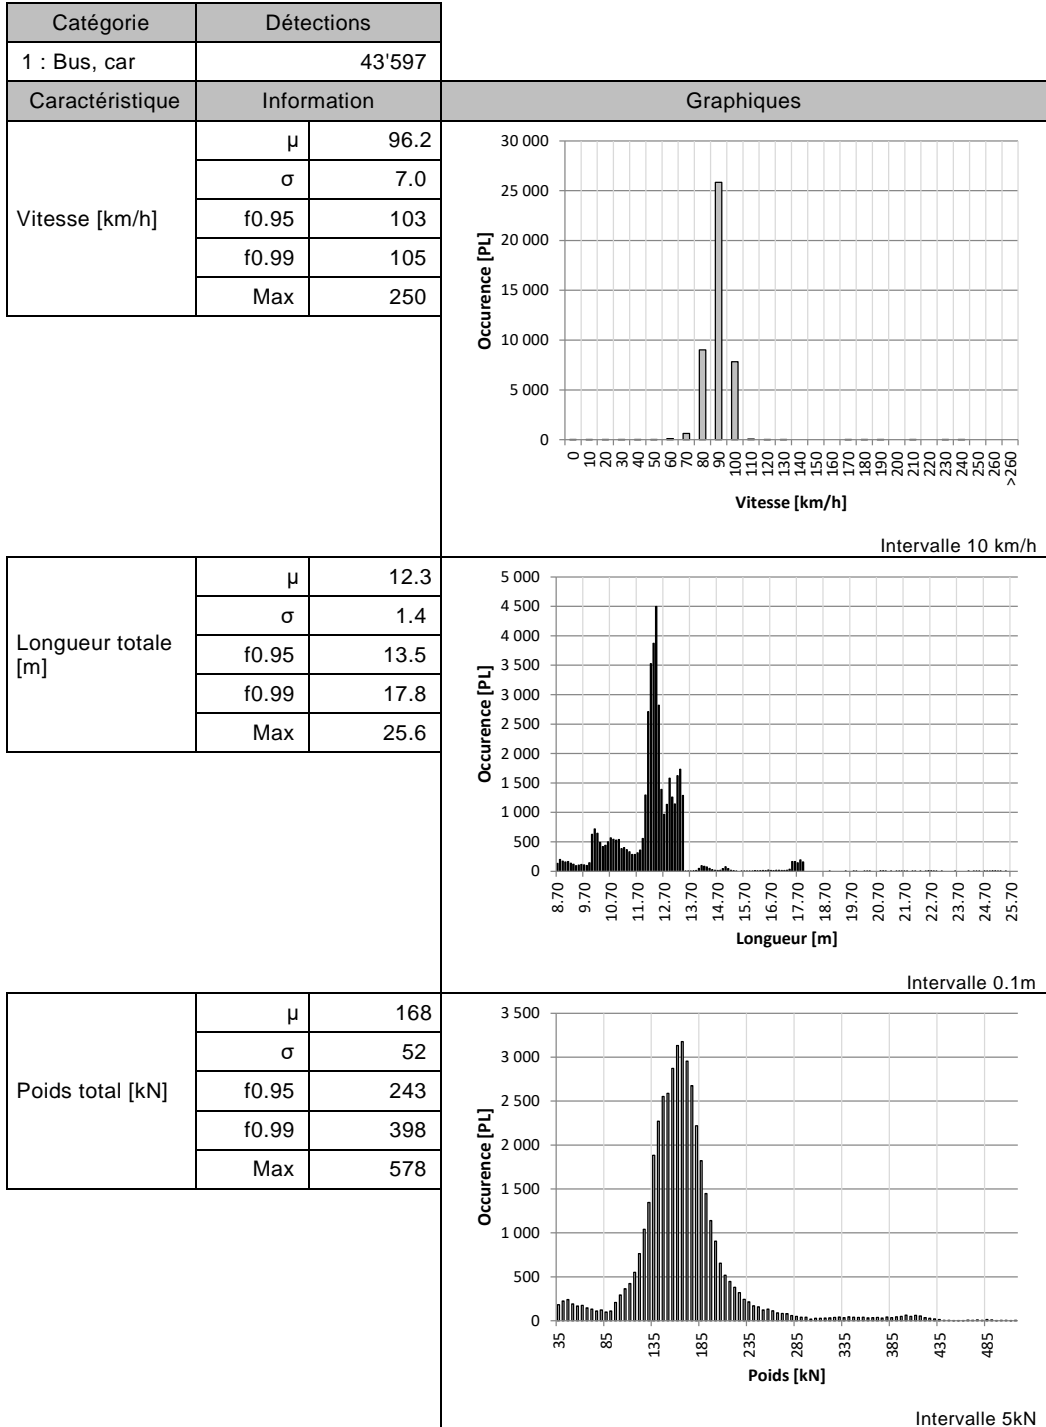 Catégorie Détections
1 : Bus, car 43'597
Caractéristique Information Graphiques
Vitesse [km/h]
µ 96.2
σ 7.0
f0.95 103
f0.99 105
Max 250
30 000
25 000
20 000
15 000
10 000
5 000
0
Occurence [PL]
0 10 20 30 40 50 60 70 80 90 100 110 120 130 140 150 160 170 180 190 200 210 220 230 240 250 260 >260
Vitesse [km/h]
Intervalle 10 km/h
Longueur totale
[m]
µ 12.3
σ 1.4
f0.95 13.5
f0.99 17.8
Max 25.6
5 000
4 500
4 000
3 500
3 000
2 500
2 000
1 500
1 000
500
0
Occurence [PL]
8.70 9.70 10.70 11.70 12.70 13.70 14.70 15.70 16.70 17.70 18.70 19.70 20.70 21.70 22.70 23.70 24.70 25.70
Longueur [m]
Intervalle 0.1m
Poids total [kN]
µ 168
σ 52
f0.95 243
f0.99 398
Max 578
3 500
3 000
2 500
2 000
1 500
1 000
500
0
Occurence [PL]
35 85 135 185 235 285 335 385 435 485
Poids [kN]
Intervalle 5kN